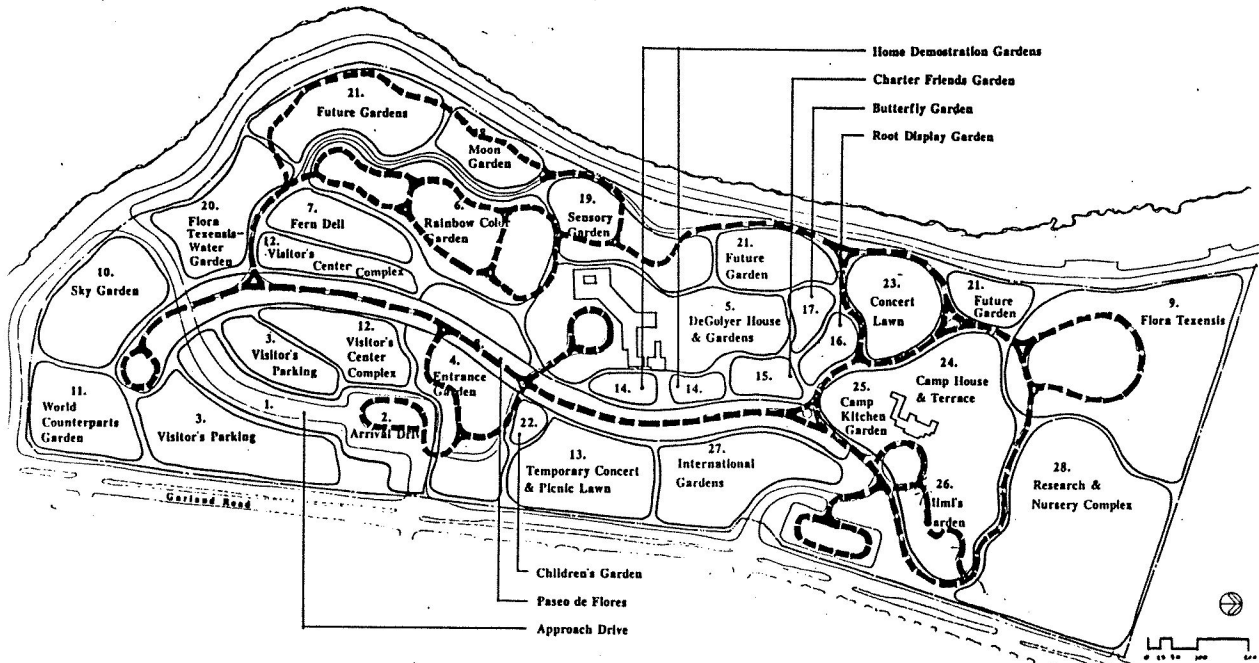 Home Demostration Gardens
Charter Friends Garden
Butterfly Garden
Root Display Garden
21.
Future Gardens
Moon
Garden
20.
Flora
Texensis-
Water
Garden
7.
Fern Dell
6.
Rainbow Color
Garden
19.
Sensory
Garden
12.
Visitor's
Center Complex
10.
Sky Garden
21.
Future
Garden
23.
Concert
Lawn
21.
Future
Garden
9.
Flora Texensis
5.
DeGolyer House
& Gardens
17.
16.
3.
Visitor's
Parking
12.
Visitor's
Center
Complex
4.
Entrance
Garden
14.
14.
15.
24.
Camp House
& Terrace
25.
Camp
Kitchen
Garden
11.
World
Counterparts
Garden
3.
Visitor's Parking
1.
2.
Arrival
22.
13.
Temporary Concert
& Picnic Lawn
27.
International
Gardens
26.
28.
Research &
Nursery Complex
Garland Road
Children's Garden
Paseo de Flores
Approach Drive